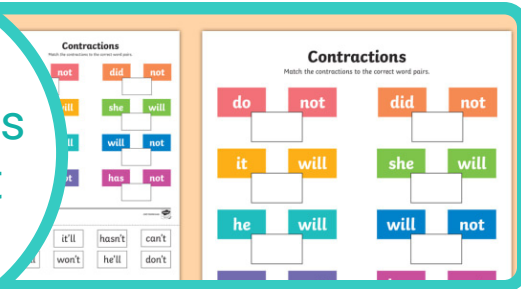 s
Contractions
Match the contractions to the correct word pairs.
not did not
will she will
will not
not has not
it'll hasn't can't
won't he'll don't
Contractions
Match the contractions to the correct word pairs.
do not did not
it will she will
he will will not